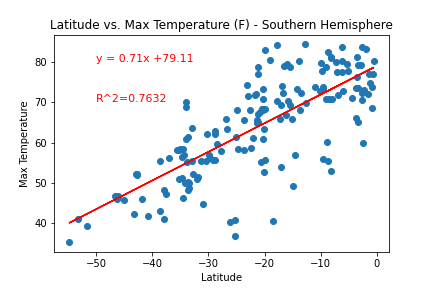 Latitude vs. Max Temperature (F) - Southern Hemisphere
y = 0.71x +79.11
R^2=0.7632
Max Temperature
80
70
60
50
40
−50
−40
−30
−20
−10
0
Latitude